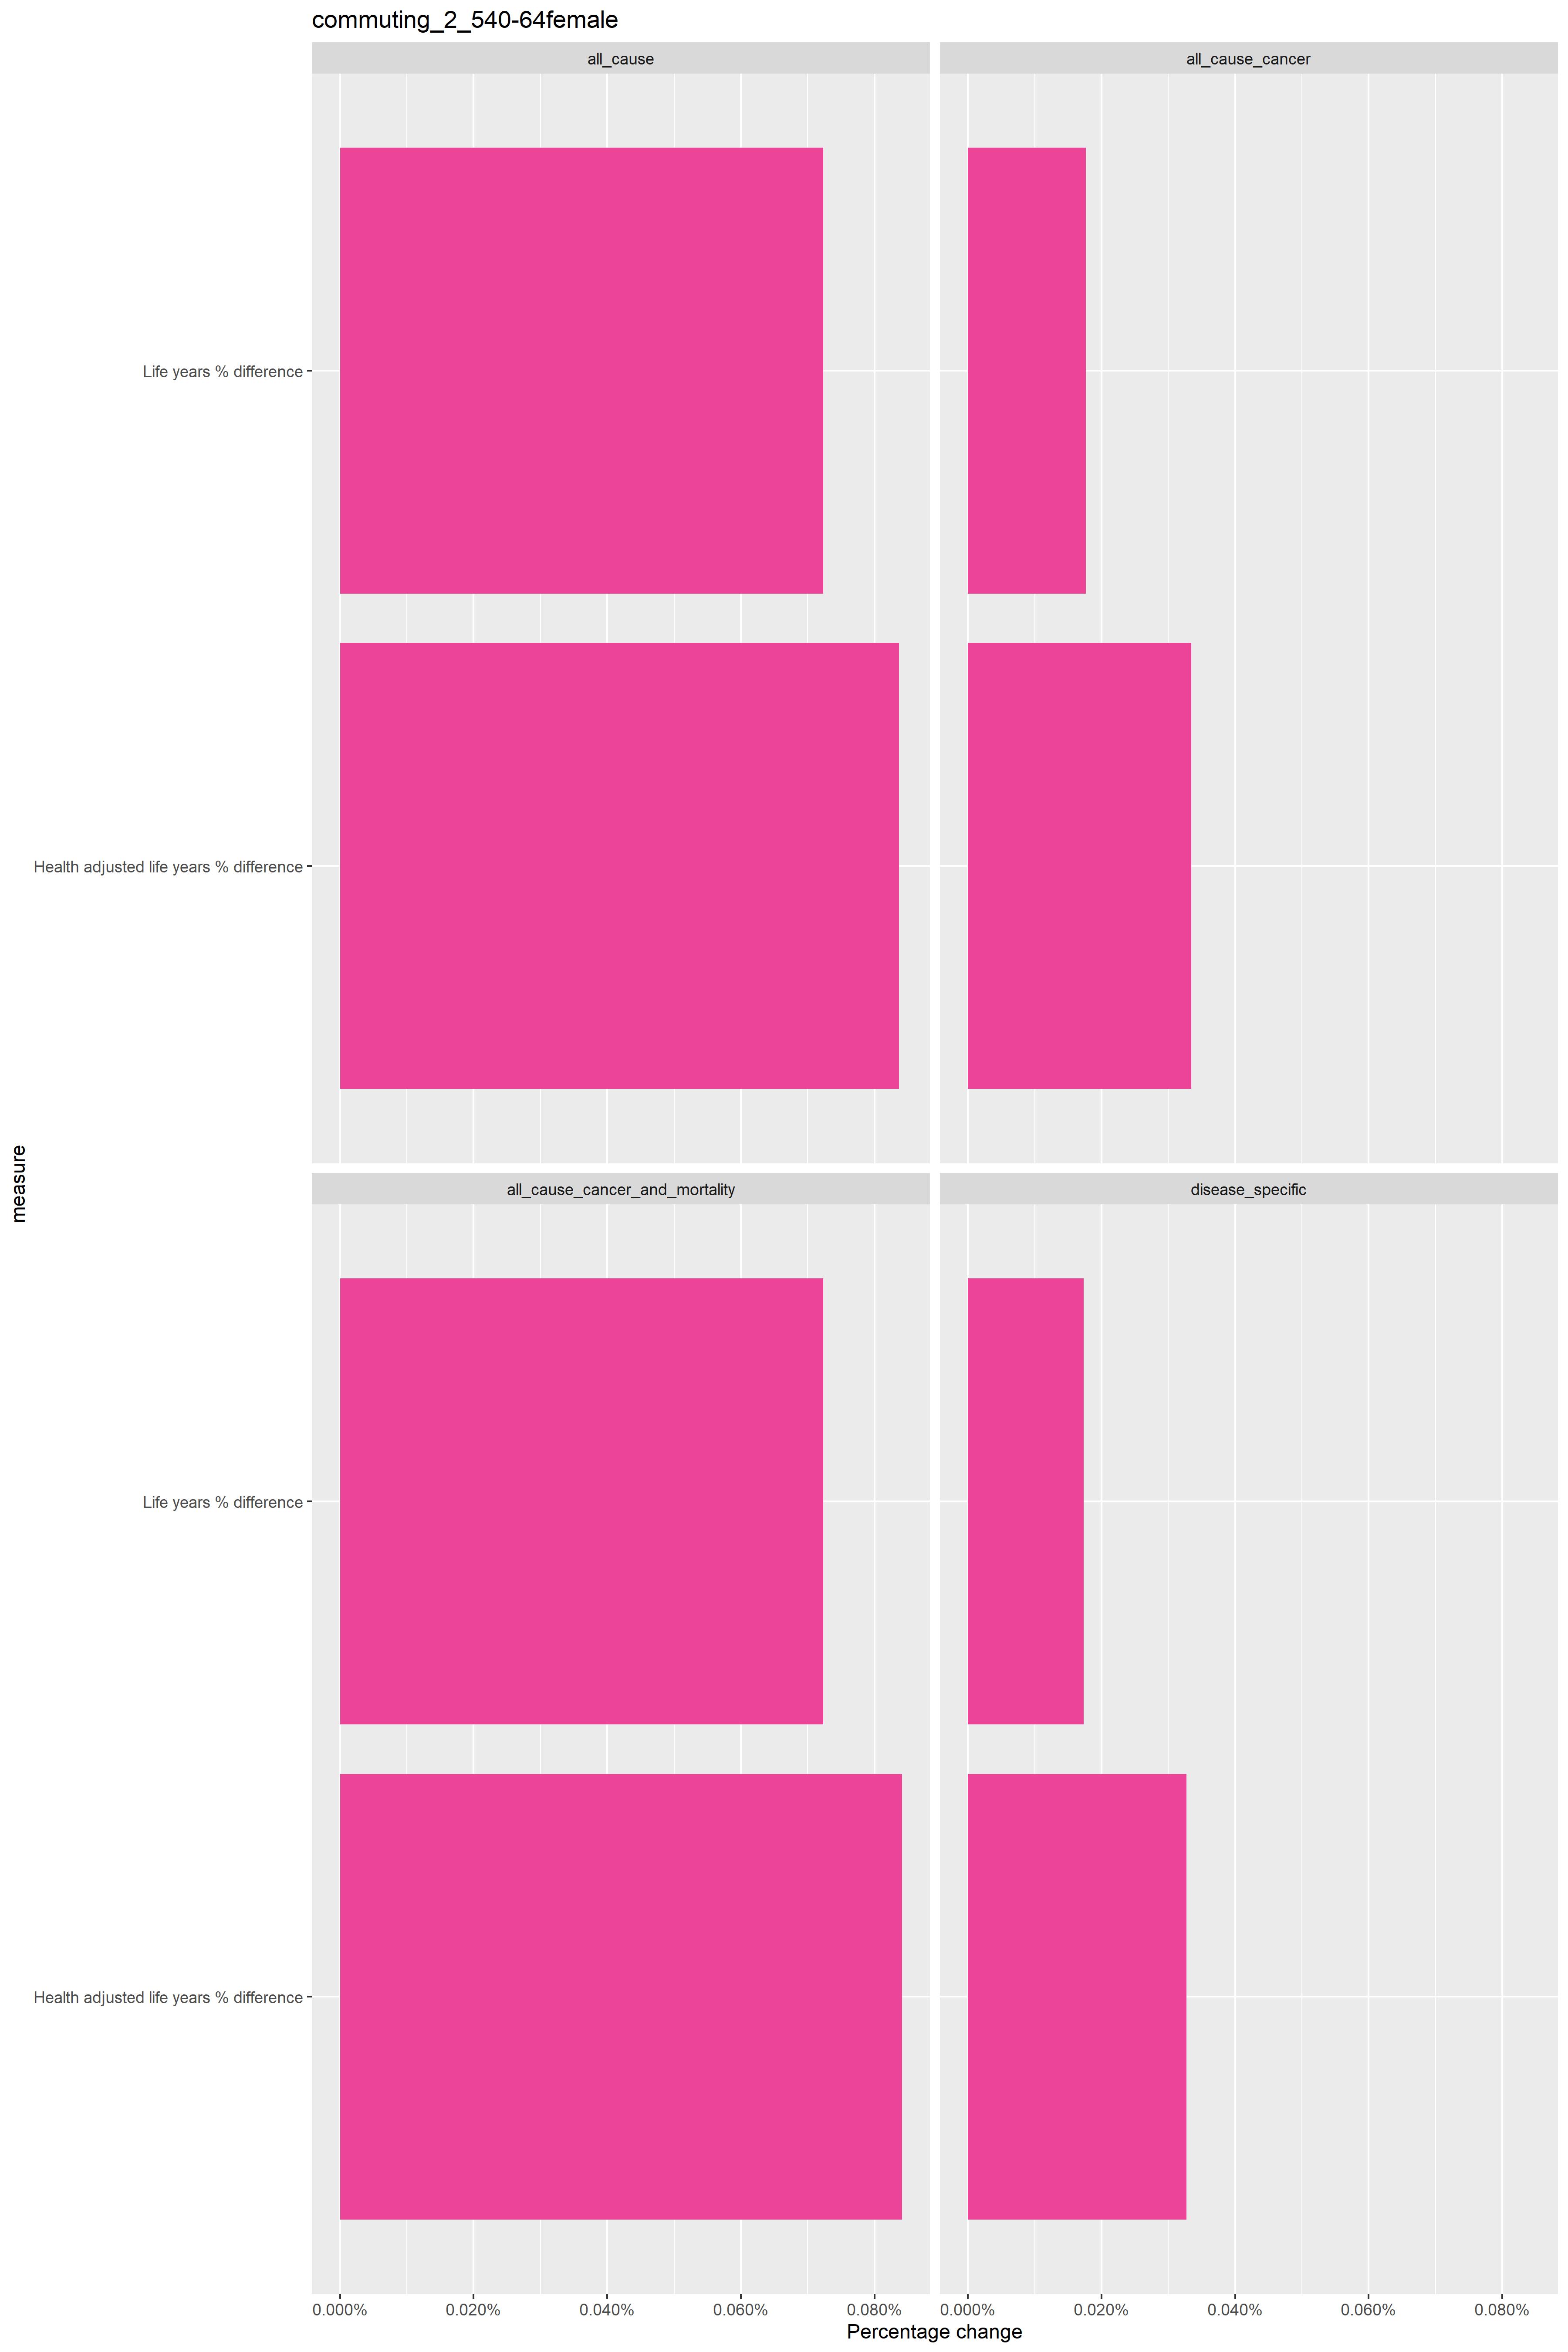 commuting_2_540-64female
all_cause
all_cause_cancer
Life years % difference
Health adjusted life years % difference
measure
all_cause_cancer_and_mortality
disease_specific
Life years % difference
Health adjusted life years % difference
0.000% 0.020% 0.040% 0.060% 0.080%
0.000% 0.020% 0.040% 0.060% 0.080%
Percentage change